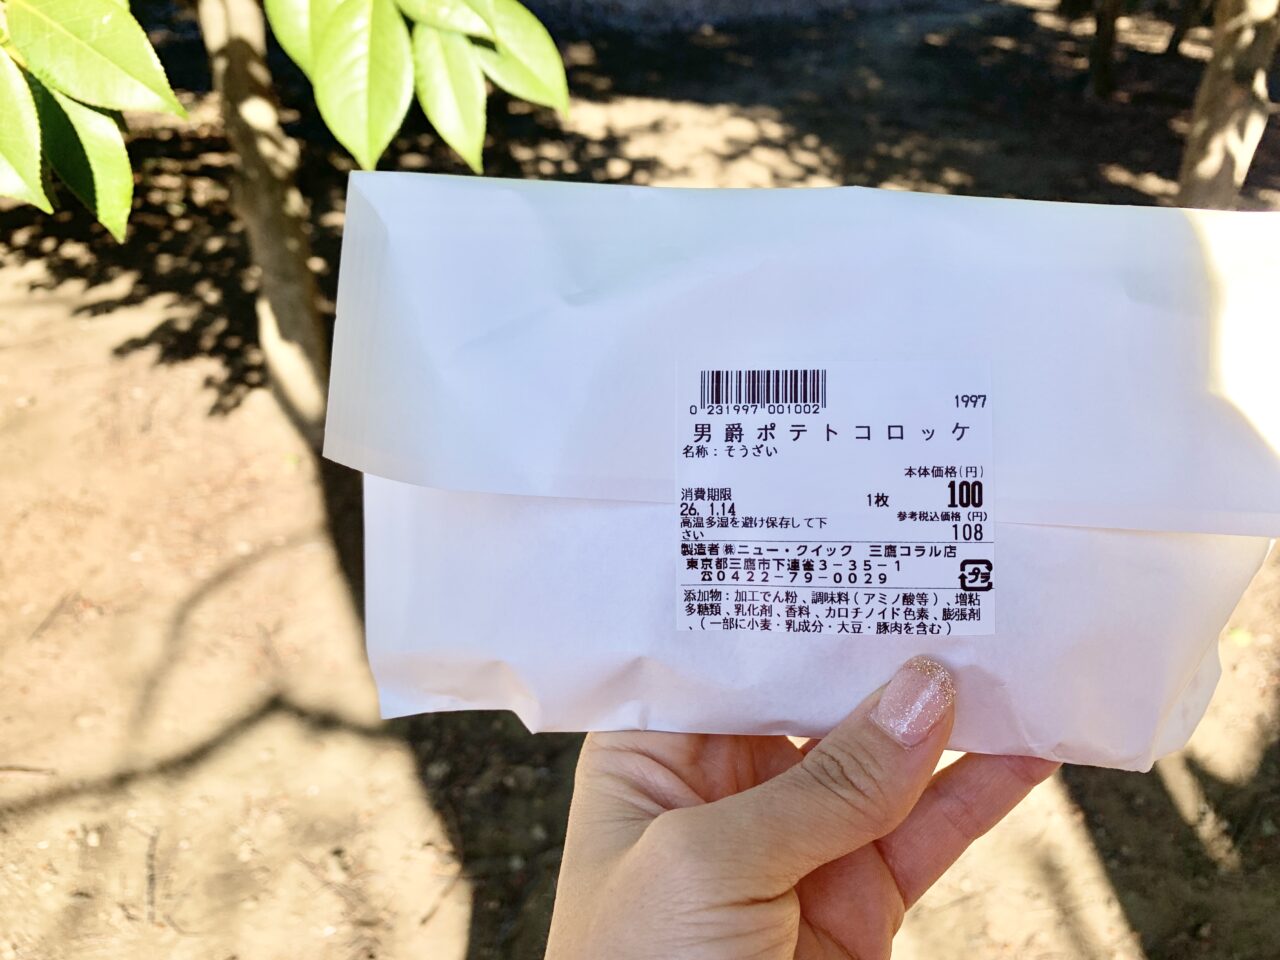 0 231997 001002
1997
男爵ポテトコロッケ
名称：そうざい
本体価格(円)
消費期限
1枚 100
26. 1.14
参考税込価格(円)
高温多湿を避け保存して下
さい
108
製造者㈱ニュー・クイック 三鷹コラル店
東京都三鷹市下連雀3-35-1
☎0422-79-0029
プラ
添加物：加工でん粉、調味料(アミノ酸等)、増粘
多糖類、乳化剤、香料、カロチノイド色素、膨張剤
、(一部に小麦・乳成分・大豆・豚肉を含む)